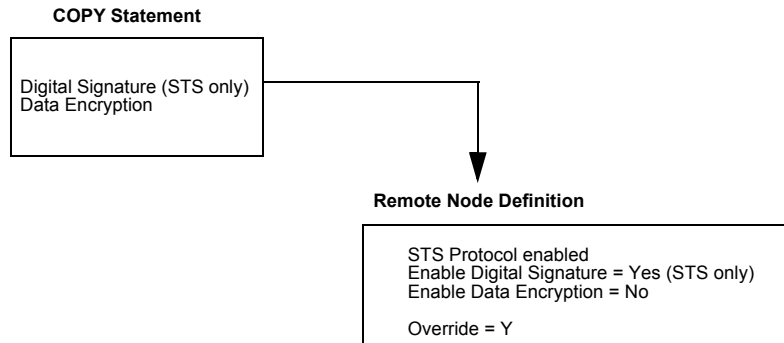 COPY Statement
Digital Signature (STS only)
Data Encryption
Remote Node Definition
STS Protocol enabled
Enable Digital Signature = Yes (STS only)
Enable Data Encryption = No
Override = Y